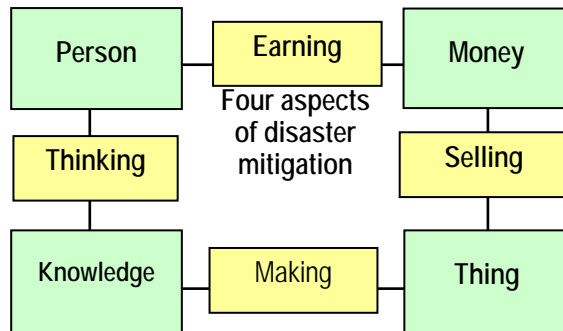 Person
Earning
Money
Four aspects
of disaster
mitigation
Thinking
Selling
Knowledge
Making
Thing